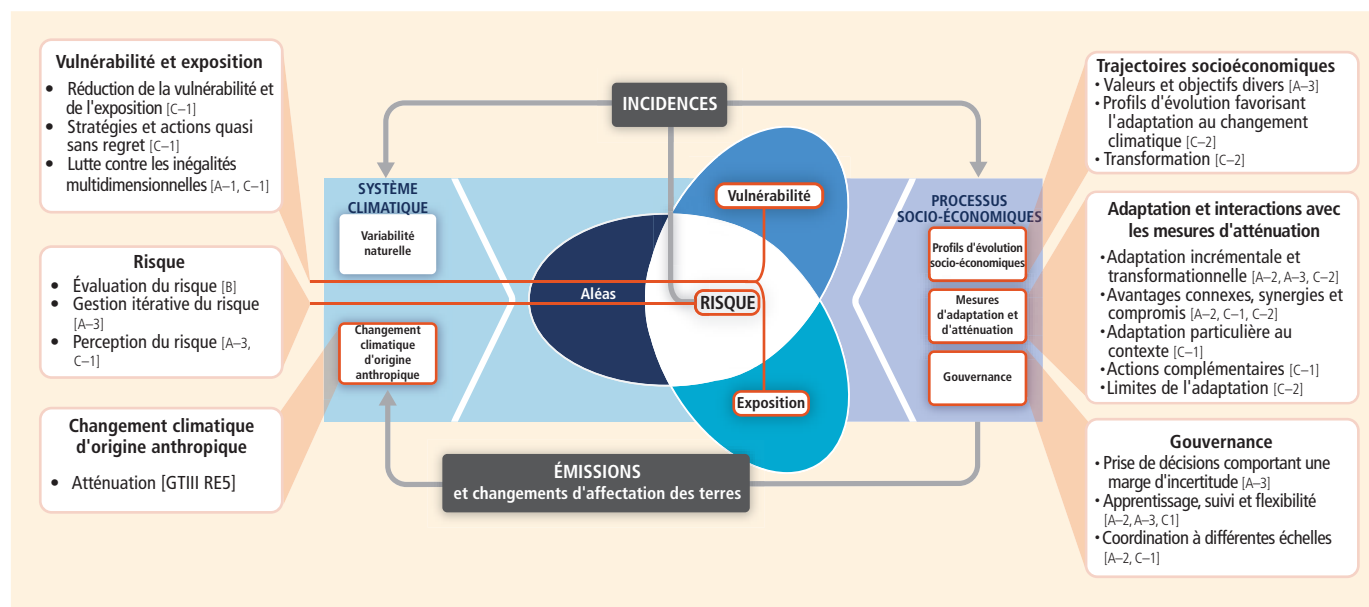 Vulnérabilité et exposition
• Réduction de la vulnérabilité et
de l'exposition [C–1]
• Stratégies et actions quasi
sans regret [C–1]
• Lutte contre les inégalités
multidimensionnelles [A–1, C–1]
Risque
• Évaluation du risque [B]
• Gestion itérative du risque
[A–3]
• Perception du risque [A–3,
C–1]
Changement climatique
d'origine anthropique
• Atténuation [GTIII RE5]
INCIDENCES
SYSTÈME
CLIMATIQUE
Variabilité
naturelle
Changement
climatique
d'origine
anthropique
Aléas
Vulnérabilité
RISQUE
Exposition
PROCESSUS
SOCIO-ÉCONOMIQUES
Profils d'évolution
socio-économiques
Mesures
d'adaptation et
d'atténuation
Gouvernance
ÉMISSIONS
et changements d'affectation des terres
Trajectoires socioéconomiques
• Valeurs et objectifs divers [A–3]
• Profils d'évolution favorisant
l'adaptation au changement
climatique [C–2]
• Transformation [C–2]
Adaptation et interactions avec
les mesures d'atténuation
• Adaptation incrémentale et
transformationnelle [A–2, A–3, C–2]
• Avantages connexes, synergies et
compromis [A–2, C–1, C–2]
• Adaptation particulière au
contexte [C–1]
• Actions complémentaires [C–1]
• Limites de l'adaptation [C–2]
Gouvernance
• Prise de décisions comportant une
marge d'incertitude [A–3]
• Apprentissage, suivi et flexibilité
[A–2, A–3, C1]
• Coordination à différentes échelles
[A–2, C–1]